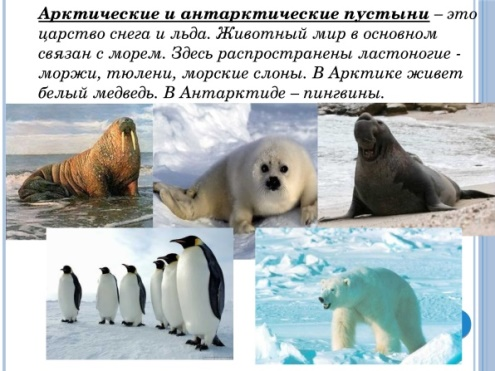 Арктические и антарктические пустыни – это
царство снега и льда. Животный мир в основном
связан с морем. Здесь распространены ластоногие -
моржи, тюлени, морские слоны. В Арктике живет
белый медведь. В Антарктиде – пингвины.